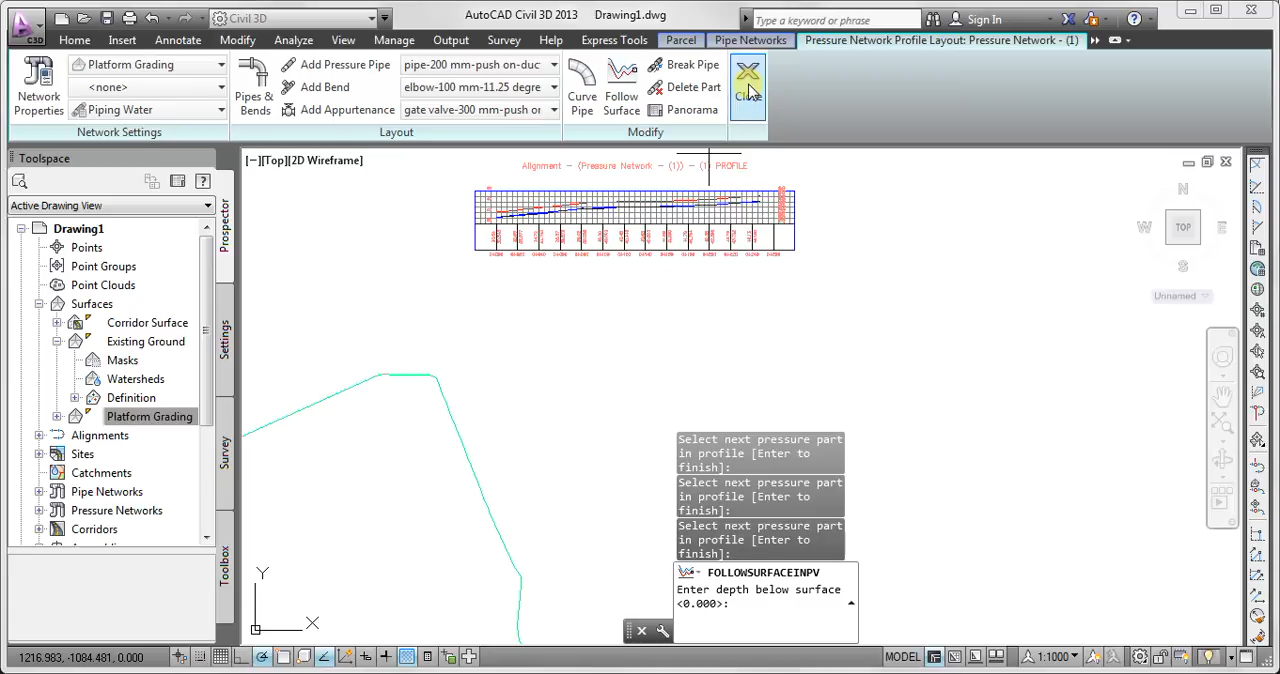 Civil 3D
AutoCAD Civil 3D 2013 Drawing1.dwg
Type a keyword or phrase
Sign In
C3D
Home Insert Annotate Modify Analyze View Manage Output Survey Help Express Tools Parcel Pipe Networks Pressure Network Profile Layout: Pressure Network - (1)
Network Properties
Platform Grading
<none>
Piping Water
Network Settings
Pipes & Bends
Add Pressure Pipe
Add Bend
Add Appurtenance
pipe-200 mm-push on-duc
elbow-100 mm-11.25 degre
gate valve-300 mm-push or
Layout
Curve Pipe
Follow Surface
Break Pipe
Delete Part
Panorama
Modify
Close
Toolspace
Active Drawing View
Drawing1
Points
Point Groups
Point Clouds
Surfaces
Corridor Surface
Existing Ground
Masks
Watersheds
Definition
Platform Grading
Alignments
Sites
Catchments
Pipe Networks
Pressure Networks
Corridors
Prospector
Settings
Survey
Toolbox
[−][Top][2D Wireframe]
Alignment - (Pressure Network - (1)) - (1) PROFILE
N
W TOP E
S
Unnamed
Select next pressure part
in profile [Enter to
finish]:
Select next pressure part
in profile [Enter to
finish]:
Select next pressure part
in profile [Enter to
finish]:
FOLLOWSURFACEINPV
Enter depth below surface
<0.000>:
Y
X
1216.983, -1084.481, 0.000
MODEL
1:1000